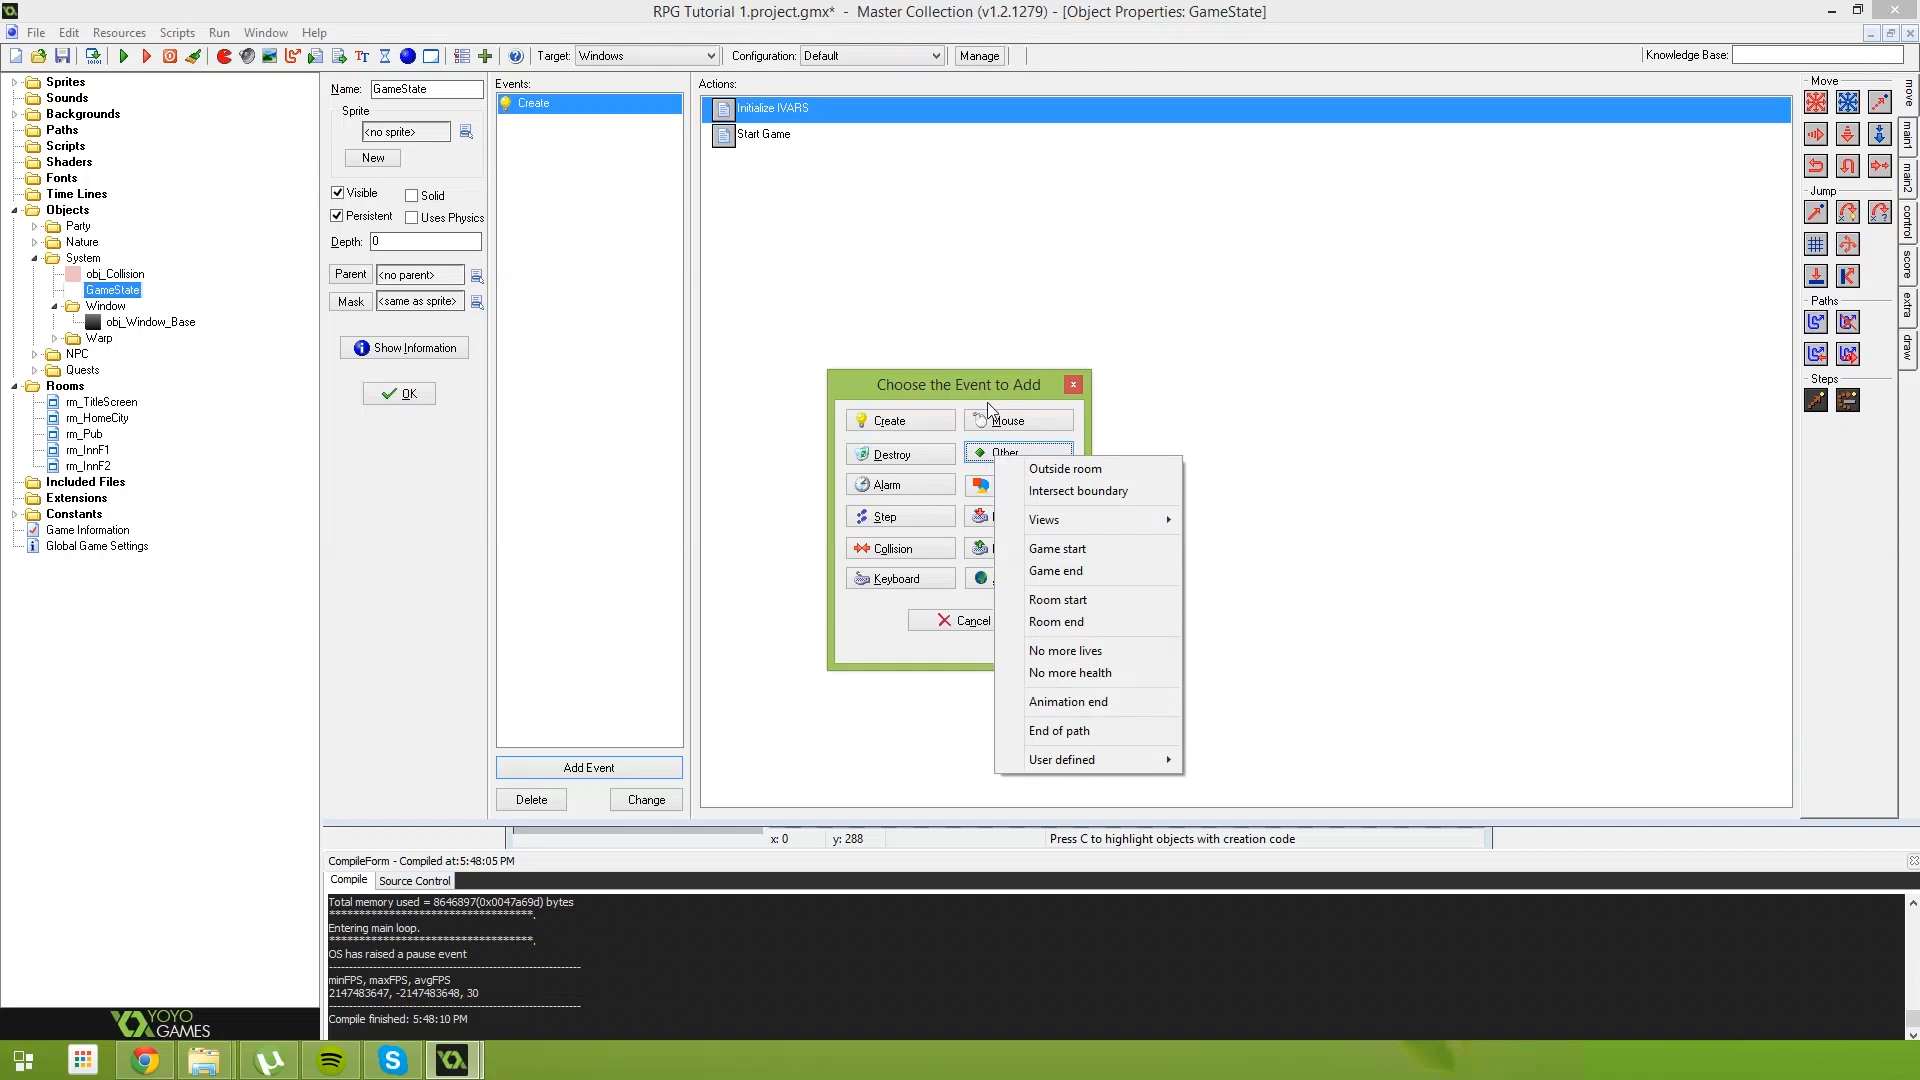 RPG Tutorial 1.project.gmx* - Master Collection (v1.2.1279) - [Object Properties: GameState]
File Edit Resources Scripts Run Window Help
Target: Windows Configuration: Default Manage Knowledge Base:
Sprites
Sounds
Backgrounds
Paths
Scripts
Shaders
Fonts
Time Lines
Objects
Party
Nature
System
obj_Collision
GameState
Window
obj_Window_Base
Warp
NPC
Quests
Rooms
rm_TitleScreen
rm_HomeCity
rm_Pub
rm_InnF1
rm_InnF2
Included Files
Extensions
Constants
Game Information
Global Game Settings
YOYO
GAMES
Name: GameState
Sprite
<no sprite>
New
Visible Solid
Persistent Uses Physics
Depth: 0
Parent <no parent>
Mask <same as sprite>
Show Information
OK
Events:
Create
Add Event
Delete Change
Actions:
Initialize IVARS
Start Game
Choose the Event to Add
Create Mouse
Destroy Other
Alarm
Step
Collision
Keyboard
Cancel
Outside room
Intersect boundary
Views
Game start
Game end
Room start
Room end
No more lives
No more health
Animation end
End of path
User defined
Move
Jump
Paths
Steps
move
main1
main2
control
score
extra
draw
x: 0 y: 288 Press C to highlight objects with creation code
CompileForm - Compiled at:5:48:05 PM
Compile Source Control
Total memory used = 8646897(0x0047a69d) bytes
***********************************.
Entering main loop.
***********************************.
OS has raised a pause event
---------------------------------------------------------------
minFPS, maxFPS, avgFPS
2147483647, -2147483648, 30
---------------------------------------------------------------
Compile finished: 5:48:10 PM